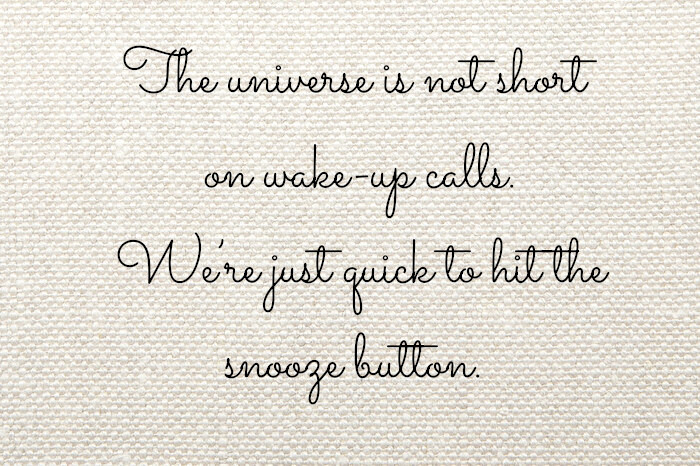 The universe is not short
on wake-up calls.
We're just quick to hit the
snooze button.